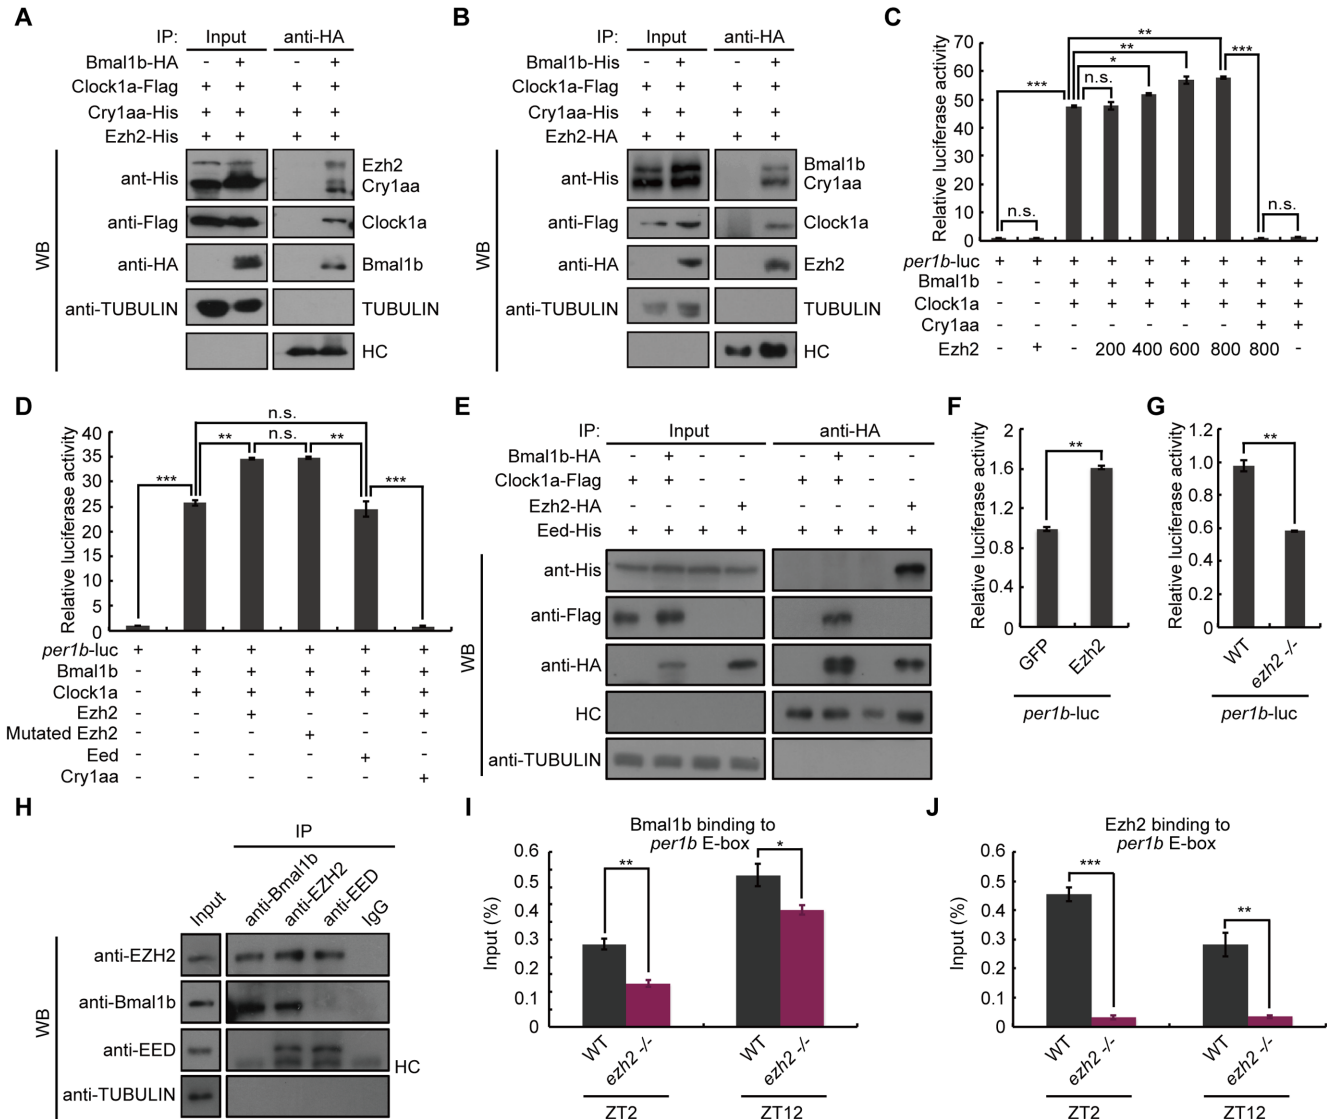 A
IP: Input anti-HA
Bmal1b-HA - + - +
Clock1a-Flag + + + +
Cry1aa-His + + + +
Ezh2-His + + + +
WB
ant-His Ezh2
Cry1aa
anti-Flag Clock1a
anti-HA Bmal1b
anti-TUBULIN TUBULIN
HC
B
IP: Input anti-HA
Bmal1b-His - + - +
Clock1a-Flag + + + +
Cry1aa-His + + + +
Ezh2-HA - + - +
WB
ant-His Bmal1b
Cry1aa
anti-Flag Clock1a
anti-HA Ezh2
anti-TUBULIN TUBULIN
HC
C
Relative luciferase activity
70
60
50
40
30
20
10
0
**
**
*
n.s.
***
***
n.s.
n.s.
per1b-luc + + + + + + + + +
Bmal1b - - + + + + + + +
Clock1a - - + + + + + + +
Cry1aa - - - - - - - + +
Ezh2 - + - 200 400 600 800 800 -
D
Relative luciferase activity
40
35
30
25
20
15
10
5
0
n.s.
** n.s. **
*** ***
per1b-luc + + + + + +
Bmal1b - + + + + +
Clock1a - + + + + +
Ezh2 - - + - - +
Mutated Ezh2 - - - + - -
Eed - - - - + -
Cry1aa - - - - - +
E
IP: Input anti-HA
Bmal1b-HA - + - - - + - -
Clock1a-Flag + + - - + + - -
Ezh2-HA - - - + - - - +
Eed-His + + + + + + + +
WB
ant-His
anti-Flag
anti-HA
HC
anti-TUBULIN
F
Relative luciferase activity
2
1.6
1.2
0.8
0.4
0
**
GFP Ezh2
per1b-luc
G
Relative luciferase activity
1.2
1.0
0.8
0.6
0.4
0.2
0
**
WT ezh2 -/-
per1b-luc
H
IP
Input anti-Bmal1b anti-EZH2 anti-EED IgG
WB
anti-EZH2
anti-Bmal1b
anti-EED
HC
anti-TUBULIN
I
Bmal1b binding to
per1b E-box
Input (%)
0.6
0.5
0.4
0.3
0.2
0.1
0
**
*
WT ezh2 -/- WT ezh2 -/-
ZT2 ZT12
J
Ezh2 binding to
per1b E-box
Input (%)
0.6
0.5
0.4
0.3
0.2
0.1
0
***
**
WT ezh2 -/- WT ezh2 -/-
ZT2 ZT12